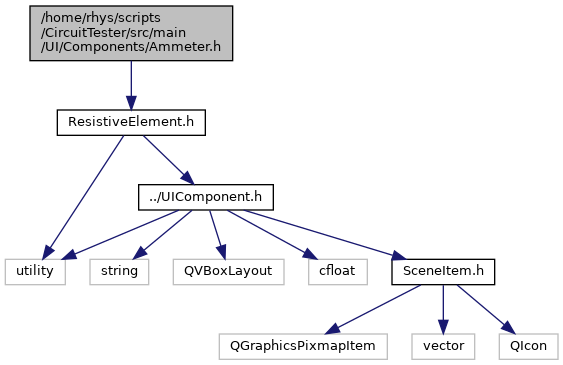 /home/rhys/scripts
/CircuitTester/src/main
/UI/Components/Ammeter.h
ResistiveElement.h
../UIComponent.h
utility
string
QVBoxLayout
cfloat
SceneItem.h
QGraphicsPixmapItem
vector
QIcon